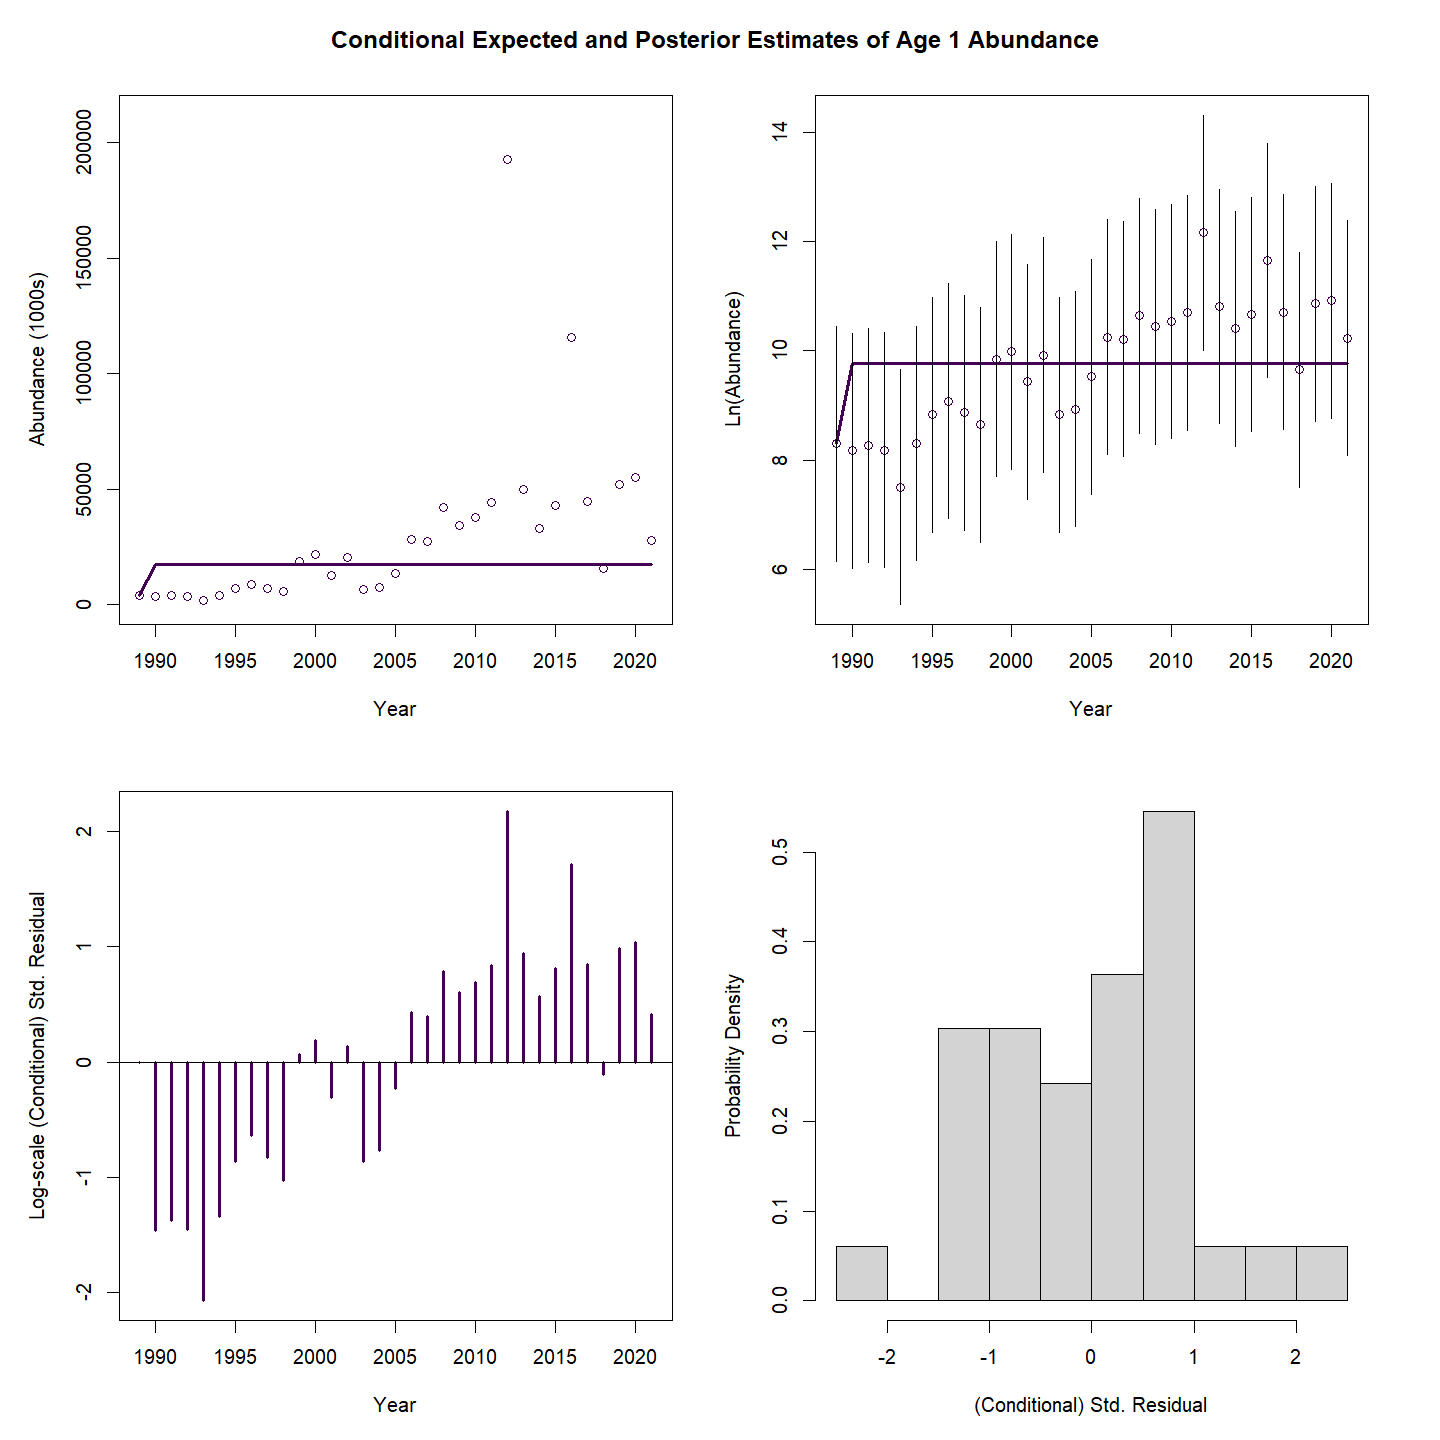 Conditional Expected and Posterior Estimates of Age 1 Abundance
Abundance (1000s)
200000
150000
100000
50000
0
1990 1995 2000 2005 2010 2015 2020
Year
Ln(Abundance)
14
12
10
8
6
1990 1995 2000 2005 2010 2015 2020
Year
Log-scale (Conditional) Std. Residual
2
1
0
-1
-2
1990 1995 2000 2005 2010 2015 2020
Year
Probability Density
0.5
0.4
0.3
0.2
0.1
0.0
-2 -1 0 1 2
(Conditional) Std. Residual